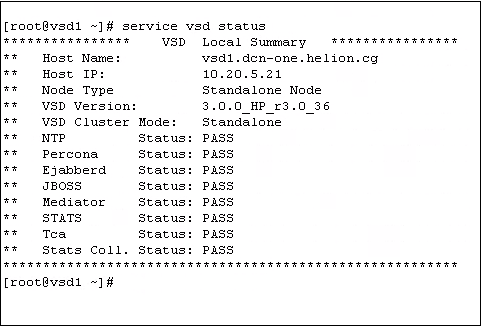 [root@vsd1 ~]# service vsd status
**************** VSD Local Summary ****************
** Host Name: vsd1.dcn-one.helion.cg
** Host IP: 10.20.5.21
** Node Type Standalone Node
** VSD Version: 3.0.0_HP_r3.0_36
** VSD Cluster Mode: Standalone
** NTP Status: PASS
** Percona Status: PASS
** Ejabberd Status: PASS
** JBOSS Status: PASS
** Mediator Status: PASS
** STATS Status: PASS
** Tca Status: PASS
** Stats Coll. Status: PASS
*********************************************************
[root@vsd1 ~]#